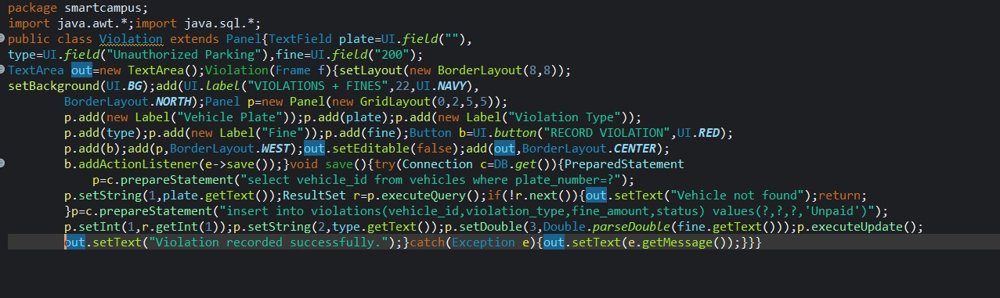 package smartcampus;
import java.awt.*;import java.sql.*;
public class Violation extends Panel{TextField plate=UI.field(""),
type=UI.field("Unauthorized Parking"),fine=UI.field("200");
TextArea out=new TextArea();Violation(Frame f){setLayout(new BorderLayout(8,8));
setBackground(UI.BG);add(UI.label("VIOLATIONS + FINES",22,UI.NAVY),
BorderLayout.NORTH);Panel p=new Panel(new GridLayout(0,2,5,5));
p.add(new Label("Vehicle Plate"));p.add(plate);p.add(new Label("Violation Type"));
p.add(type);p.add(new Label("Fine"));p.add(fine);Button b=UI.button("RECORD VIOLATION",UI.RED);
p.add(b);add(p,BorderLayout.WEST);out.setEditable(false);add(out,BorderLayout.CENTER);
b.addActionListener(e->save());}void save(){try(Connection c=DB.get()){PreparedStatement
p=c.prepareStatement("select vehicle_id from vehicles where plate_number=?");
p.setString(1,plate.getText());ResultSet r=p.executeQuery();if(!r.next()){out.setText("Vehicle not found");return;
}p=c.prepareStatement("insert into violations(vehicle_id,violation_type,fine_amount,status) values(?,?,?,'Unpaid')");
p.setInt(1,r.getInt(1));p.setString(2,type.getText());p.setDouble(3,Double.parseDouble(fine.getText()));p.executeUpdate();
out.setText("Violation recorded successfully.");}catch(Exception e){out.setText(e.getMessage());}}}